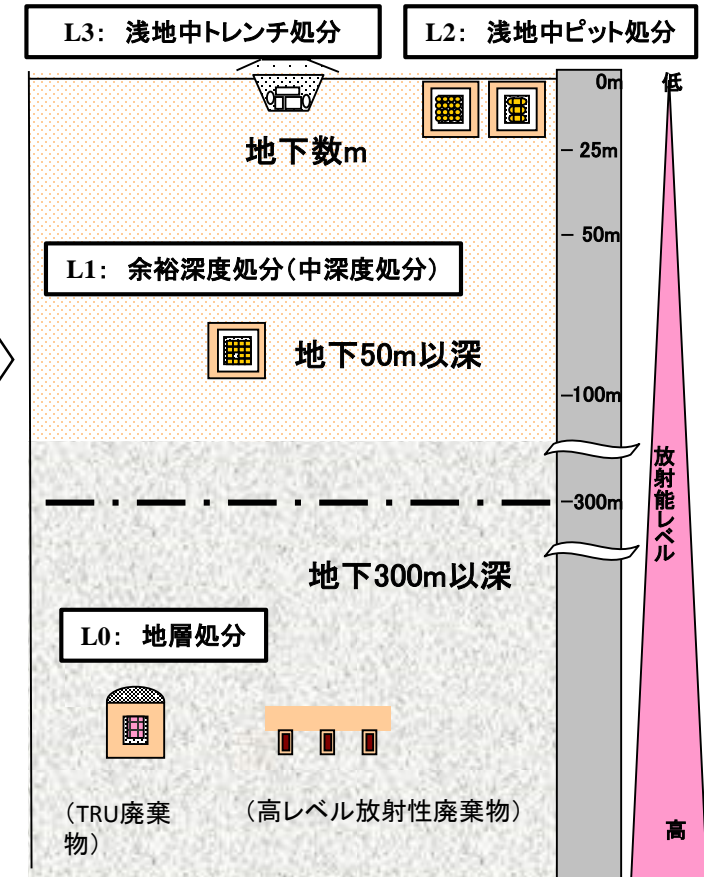 L3: 浅地中トレンチ処分
L2: 浅地中ピット処分
0m
低
地下数m
- 25m
- 50m
L1: 余裕深度処分(中深度処分)
地下50m以深
-100m
放射能レベル
-300m
地下300m以深
L0: 地層処分
(TRU廃棄
物)
(高レベル放射性廃棄物)
高